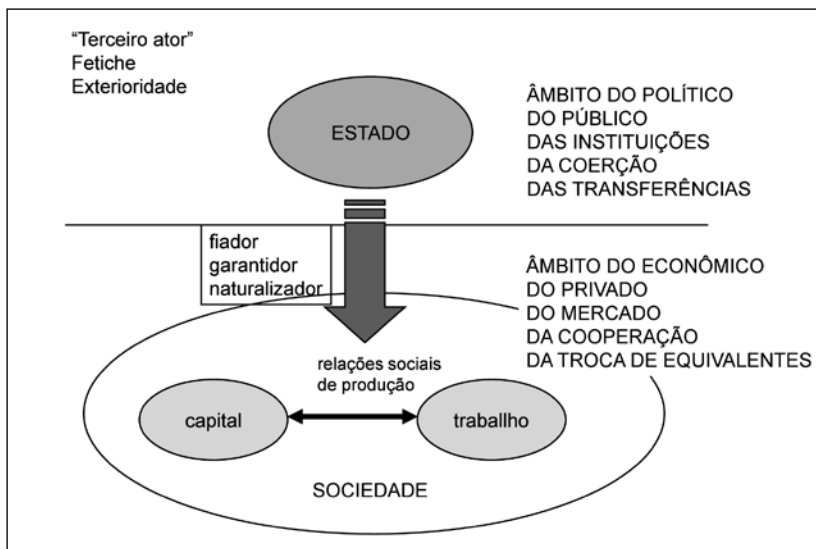 “Terceiro ator”
Fetiche
Exterioridade
ESTADO
ÂMBITO DO POLÍTICO
DO PÚBLICO
DAS INSTITUIÇÕES
DA COERÇÃO
DAS TRANSFERÊNCIAS
fiador
garantidor
naturalizador
ÂMBITO DO ECONÔMICO
DO PRIVADO
DO MERCADO
DA COOPERAÇÃO
DA TROCA DE EQUIVALENTES
relações sociais
de produção
capital
traballho
SOCIEDADE